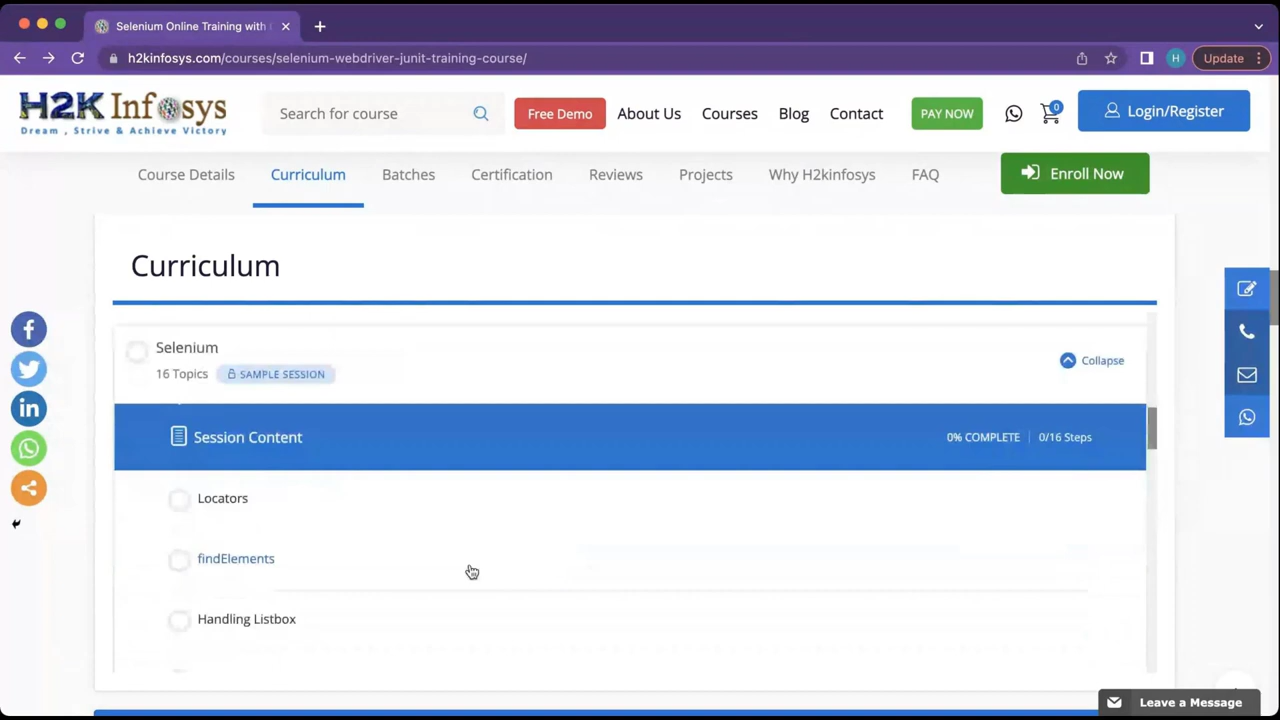 Selenium Online Training with
h2kinfosys.com/courses/selenium-webdriver-junit-training-course/
H
Update
H2K Infosys
Dream , Strive & Achieve Victory
Search for course
Free Demo
About Us
Courses
Blog
Contact
PAY NOW
0
Login/Register
Course Details
Curriculum
Batches
Certification
Reviews
Projects
Why H2kinfosys
FAQ
Enroll Now
Curriculum
Selenium
16 Topics
SAMPLE SESSION
Collapse
Session Content
0% COMPLETE
0/16 Steps
Locators
findElements
Handling Listbox
Leave a Message